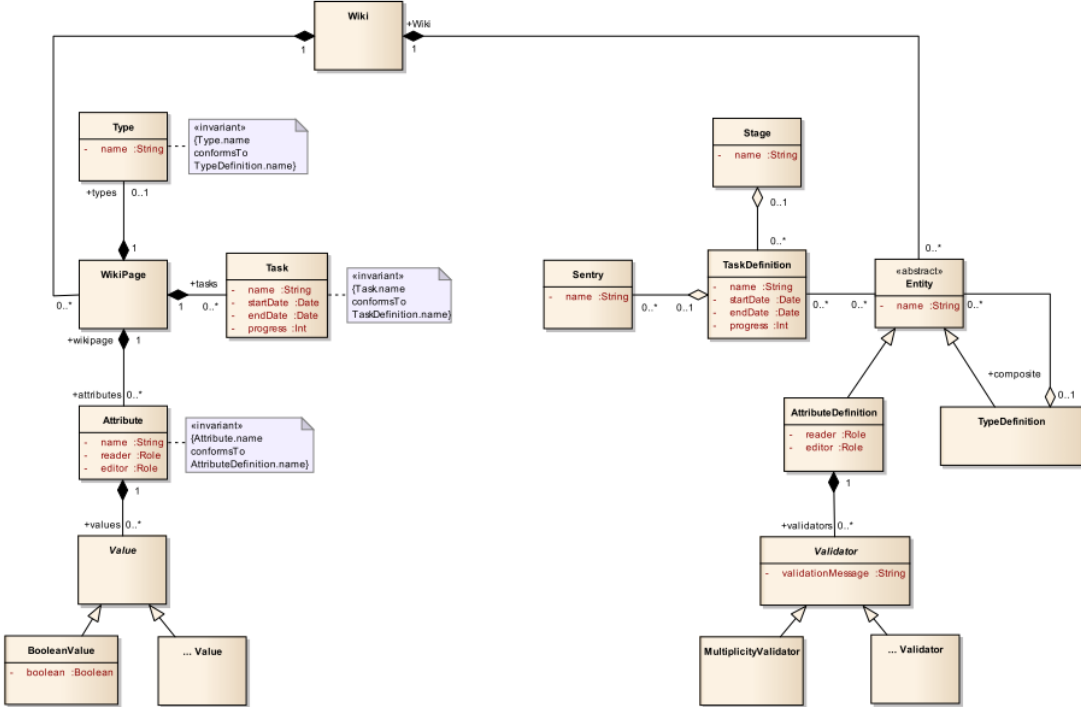 Wiki
+Wiki
1
1
Type
- name :String
«invariant»
{Type.name
conformsTo
TypeDefinition.name}
Stage
- name :String
+types
0..1
0..1
1
0..*
0..*
WikiPage
+tasks
Task
- name :String
- startDate :Date
- endDate :Date
- progress :Int
«invariant»
{Task.name
conformsTo
TaskDefinition.name}
Sentry
- name :String
TaskDefinition
- name :String
- startDate :Date
- endDate :Date
- progress :Int
«abstract»
Entity
- name :String
0..*
1
0..*
0..*
0..1
0..*
0..*
0..*
+wikipage
1
+composite
0..1
+attributes
0..*
Attribute
- name :String
- reader :Role
- editor :Role
«invariant»
{Attribute.name
conformsTo
AttributeDefinition.name}
AttributeDefinition
- reader :Role
- editor :Role
TypeDefinition
1
1
+values
0..*
+validators
0..*
Value
Validator
- validationMessage :String
BooleanValue
- boolean :Boolean
... Value
MultiplicityValidator
... Validator